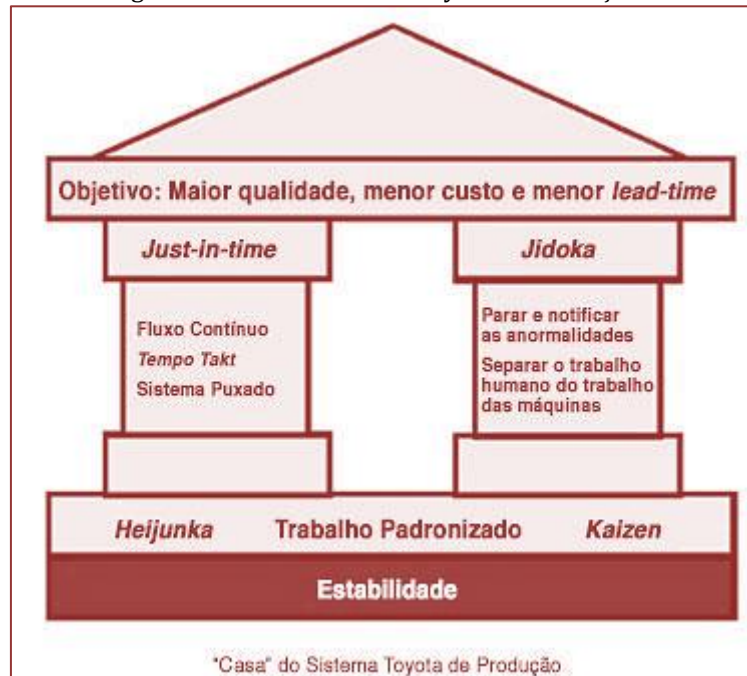 Objetivo: Maior qualidade, menor custo e menor lead-time
Just-in-time
Jidoka
Fluxo Contínuo
Tempo Takt
Sistema Puxado
Parar e notificar
as anormalidades
Separar o trabalho
humano do trabalho
das máquinas
Heijunka Trabalho Padronizado Kaizen
Estabilidade
"Casa" do Sistema Toyota de Produção